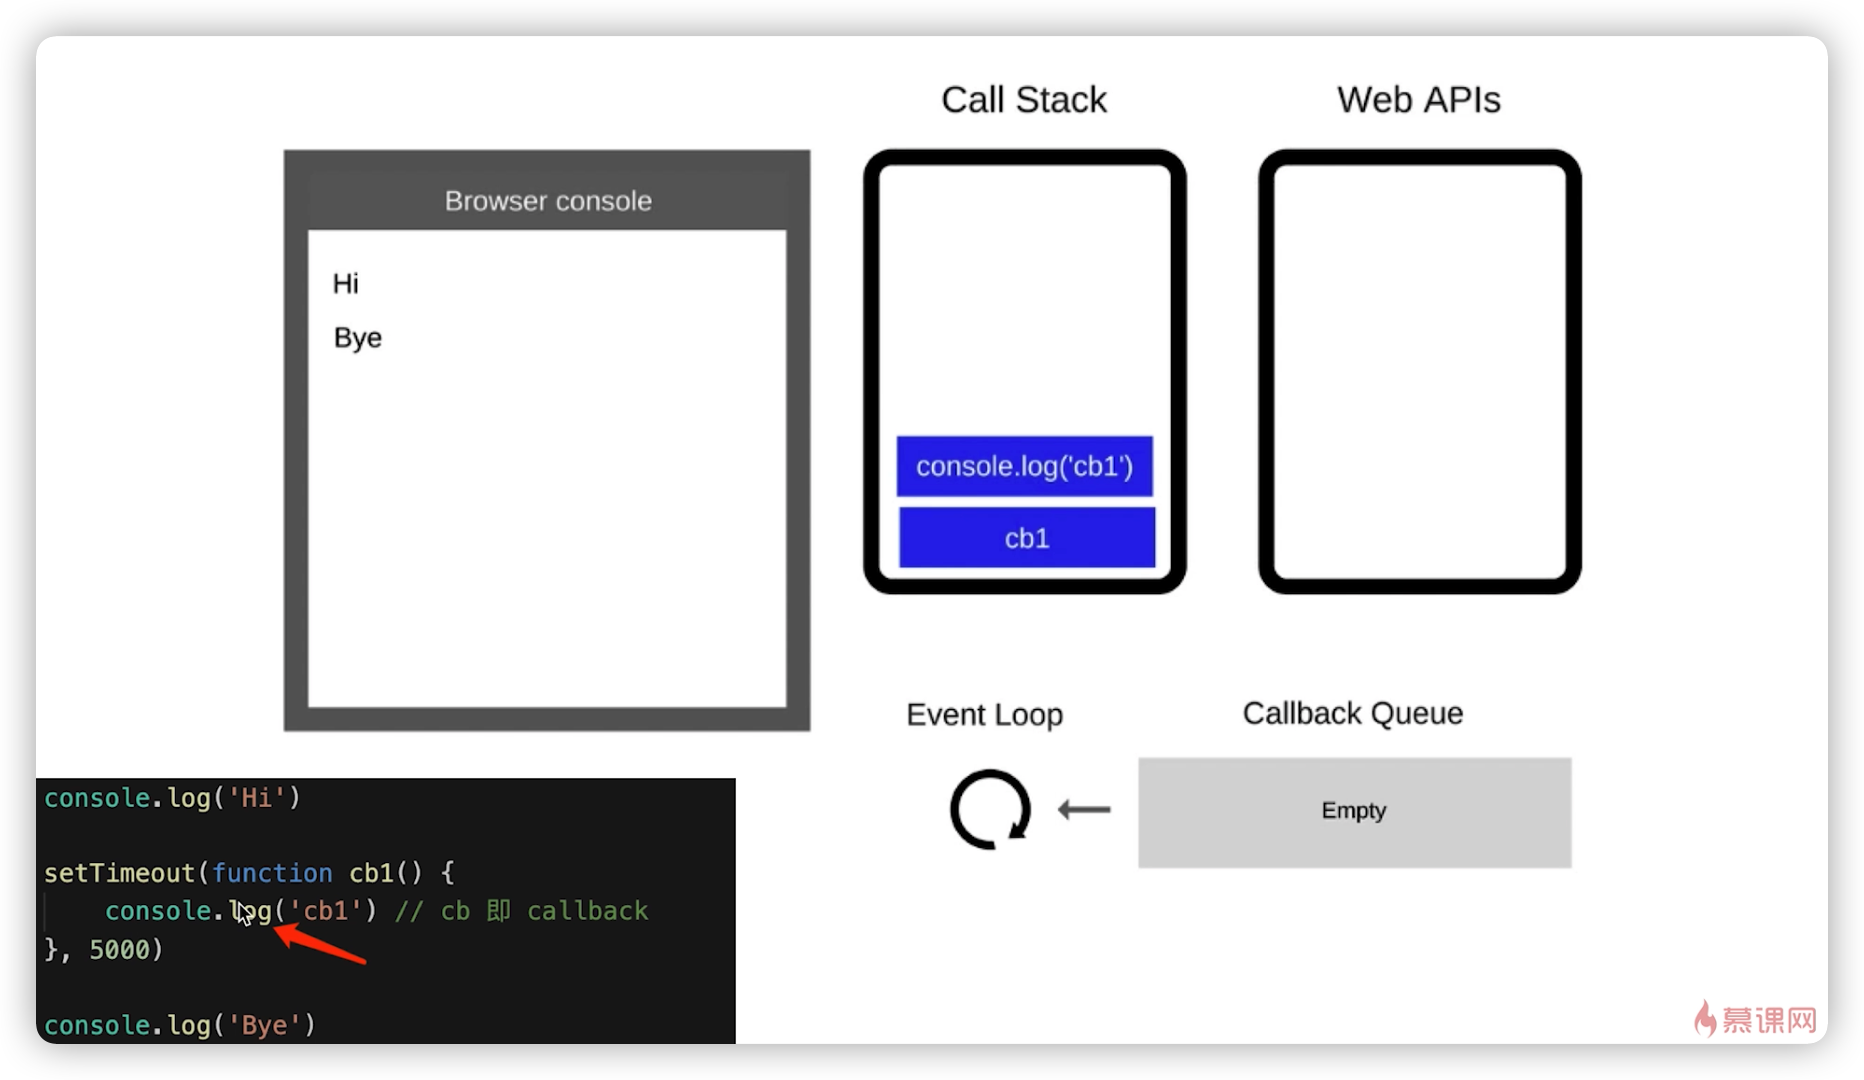 Call Stack
Web APIs
Browser console
Hi
Bye
console.log('cb1')
cb1
Event Loop
Callback Queue
Empty
console.log('Hi')
setTimeout(function cb1() {
console.log('cb1') // cb 即 callback
}, 5000)
console.log('Bye')
慕课网